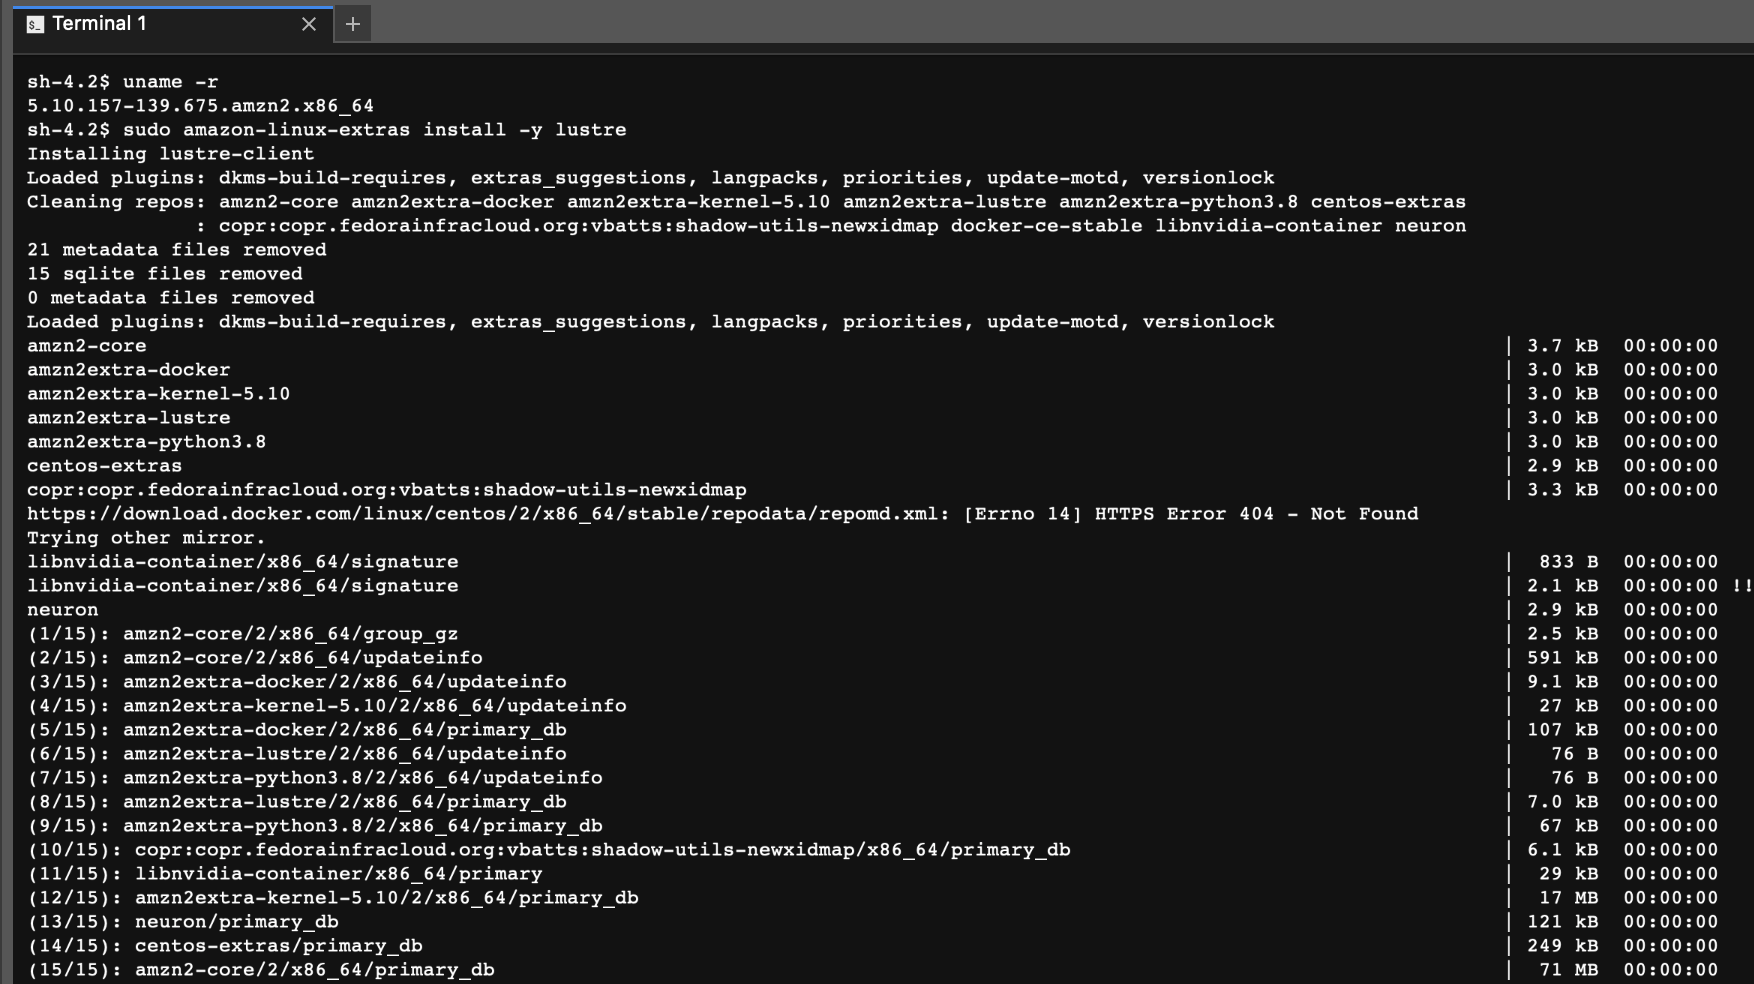 Terminal 1
sh-4.2$ uname -r
5.10.157-139.675.amzn2.x86_64
sh-4.2$ sudo amazon-linux-extras install -y lustre
Installing lustre-client
Loaded plugins: dkms-build-requires, extras_suggestions, langpacks, priorities, update-motd, versionlock
Cleaning repos: amzn2-core amzn2extra-docker amzn2extra-kernel-5.10 amzn2extra-lustre amzn2extra-python3.8 centos-extras
              : copr:copr.fedorainfracloud.org:vbatts:shadow-utils-newxidmap docker-ce-stable libnvidia-container neuron
21 metadata files removed
15 sqlite files removed
0 metadata files removed
Loaded plugins: dkms-build-requires, extras_suggestions, langpacks, priorities, update-motd, versionlock
amzn2-core | 3.7 kB 00:00:00
amzn2extra-docker | 3.0 kB 00:00:00
amzn2extra-kernel-5.10 | 3.0 kB 00:00:00
amzn2extra-lustre | 3.0 kB 00:00:00
amzn2extra-python3.8 | 3.0 kB 00:00:00
centos-extras | 2.9 kB 00:00:00
copr:copr.fedorainfracloud.org:vbatts:shadow-utils-newxidmap | 3.3 kB 00:00:00
https://download.docker.com/linux/centos/2/x86_64/stable/repodata/repomd.xml: [Errno 14] HTTPS Error 404 - Not Found
Trying other mirror.
libnvidia-container/x86_64/signature | 833 B 00:00:00
libnvidia-container/x86_64/signature | 2.1 kB 00:00:00 !!
neuron | 2.9 kB 00:00:00
(1/15): amzn2-core/2/x86_64/group_gz | 2.5 kB 00:00:00
(2/15): amzn2-core/2/x86_64/updateinfo | 591 kB 00:00:00
(3/15): amzn2extra-docker/2/x86_64/updateinfo | 9.1 kB 00:00:00
(4/15): amzn2extra-kernel-5.10/2/x86_64/updateinfo | 27 kB 00:00:00
(5/15): amzn2extra-docker/2/x86_64/primary_db | 107 kB 00:00:00
(6/15): amzn2extra-lustre/2/x86_64/updateinfo | 76 B 00:00:00
(7/15): amzn2extra-python3.8/2/x86_64/updateinfo | 76 B 00:00:00
(8/15): amzn2extra-lustre/2/x86_64/primary_db | 7.0 kB 00:00:00
(9/15): amzn2extra-python3.8/2/x86_64/primary_db | 67 kB 00:00:00
(10/15): copr:copr.fedorainfracloud.org:vbatts:shadow-utils-newxidmap/x86_64/primary_db | 6.1 kB 00:00:00
(11/15): libnvidia-container/x86_64/primary | 29 kB 00:00:00
(12/15): amzn2extra-kernel-5.10/2/x86_64/primary_db | 17 MB 00:00:00
(13/15): neuron/primary_db | 121 kB 00:00:00
(14/15): centos-extras/primary_db | 249 kB 00:00:00
(15/15): amzn2-core/2/x86_64/primary_db | 71 MB 00:00:00